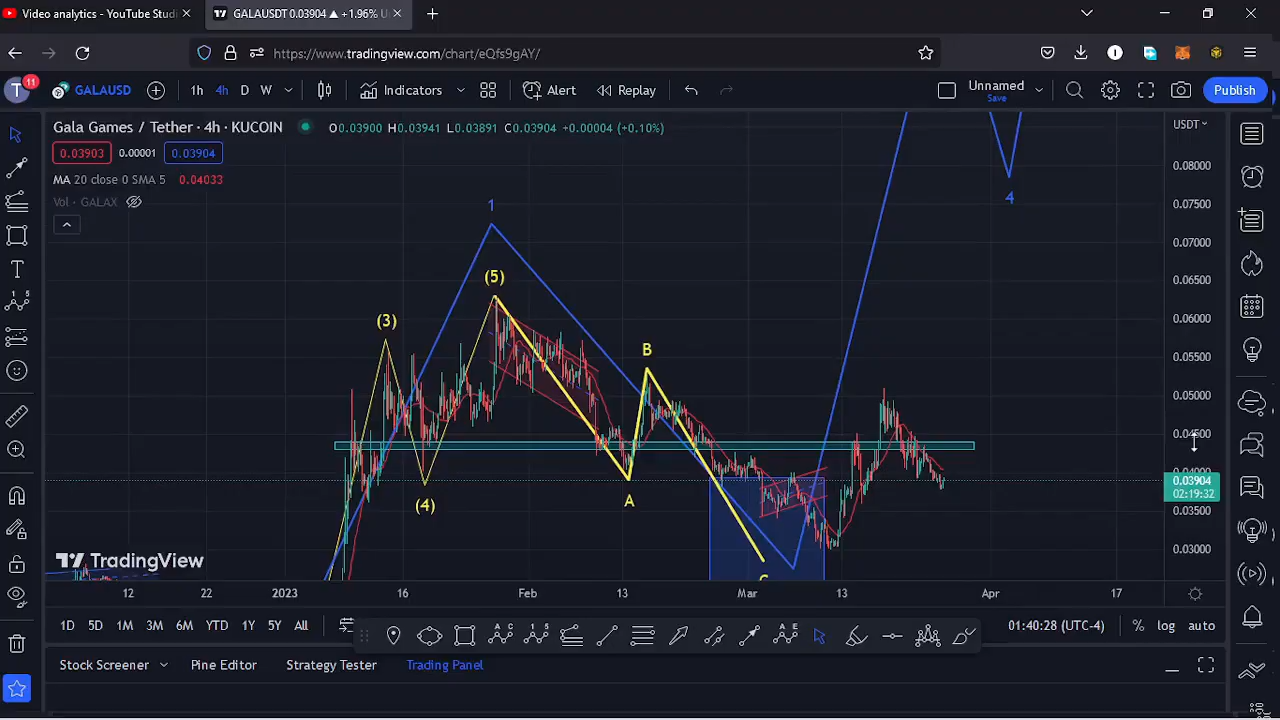 Video analytics - YouTube Studi
GALAUSDT 0.03904 ▲ +1.96% U
https://www.tradingview.com/chart/eQfs9gAY/
T
11
GALAUSD
1h 4h D W
Indicators
Alert
Replay
Unnamed
Save
Publish
Gala Games / Tether · 4h · KUCOIN
O0.03900 H0.03941 L0.03891 C0.03904 +0.00004 (+0.10%)
USDT
0.03903
0.00001
0.03904
MA 20 close 0 SMA 5 0.04033
Vol · GALAX
0.08000
0.07500
0.07000
0.06500
0.06000
0.05500
0.05000
0.04500
0.04000
0.03904
02:19:32
0.03500
0.03000
1
4
(5)
(3)
B
A
(4)
C
TradingView
12 22 2023 16 Feb 13 Mar 13 Apr 17
1D 5D 1M 3M 6M YTD 1Y 5Y All
01:40:28 (UTC-4)
% log auto
Stock Screener
Pine Editor
Strategy Tester
Trading Panel